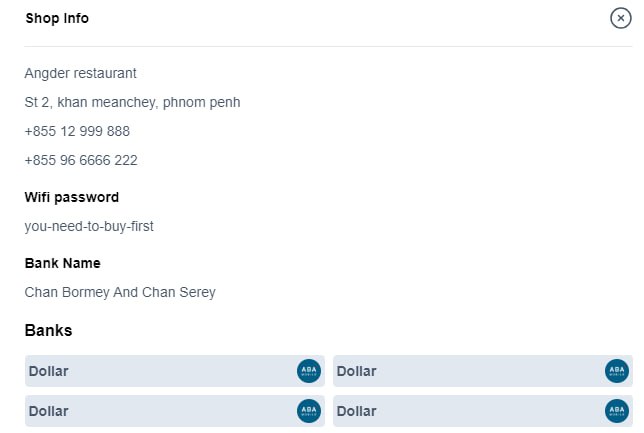 Shop Info
Angder restaurant
St 2, khan meanchey, phnom penh
+855 12 999 888
+855 96 6666 222
Wifi password
you-need-to-buy-first
Bank Name
Chan Bormey And Chan Serey
Banks
Dollar ABA Dollar ABA
Dollar ABA Dollar ABA